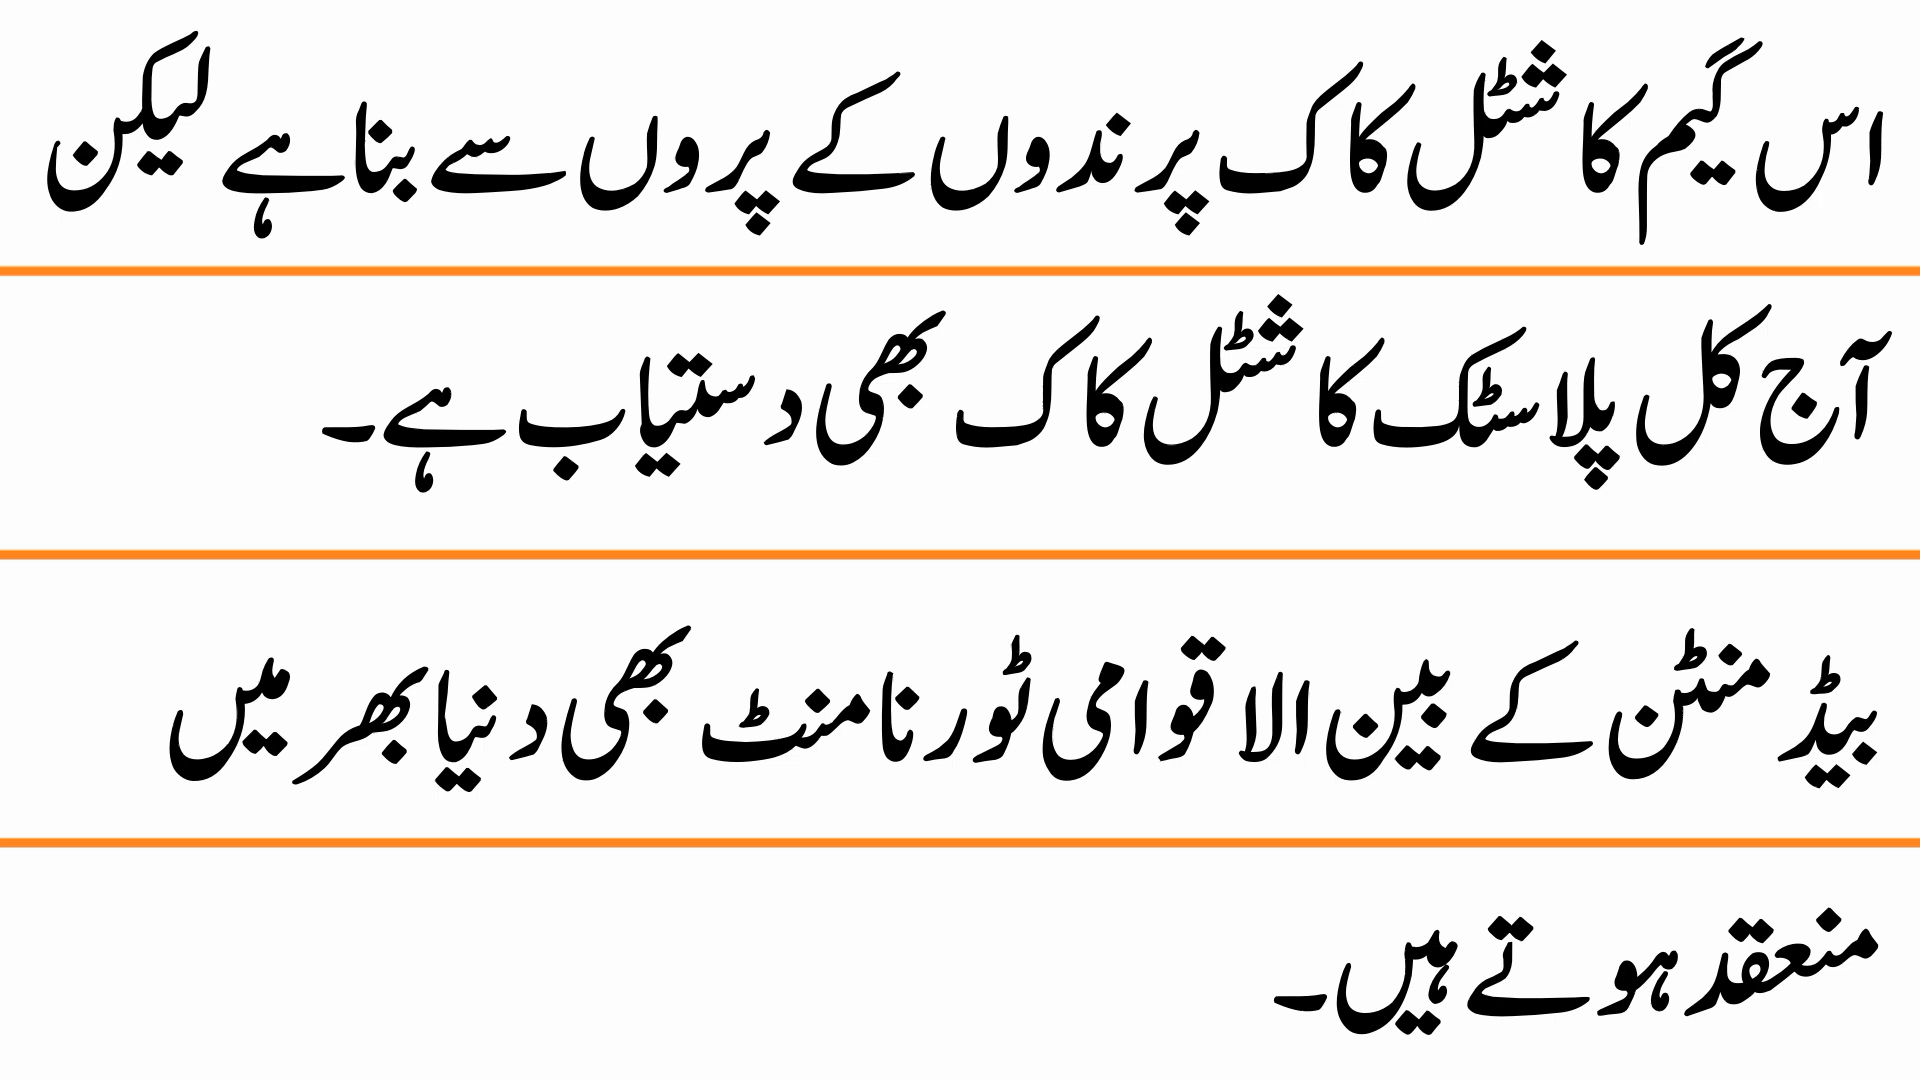 اس گیم کا شٹل کاک پرندوں کے پروں سے بنا ہے لیکن
آج کل پلاسٹک کا شٹل کاک بھی دستیاب ہے۔
بیڈمنٹن کے بین الاقوامی ٹورنامنٹ بھی دنیا بھر میں
منعقد ہوتے ہیں۔